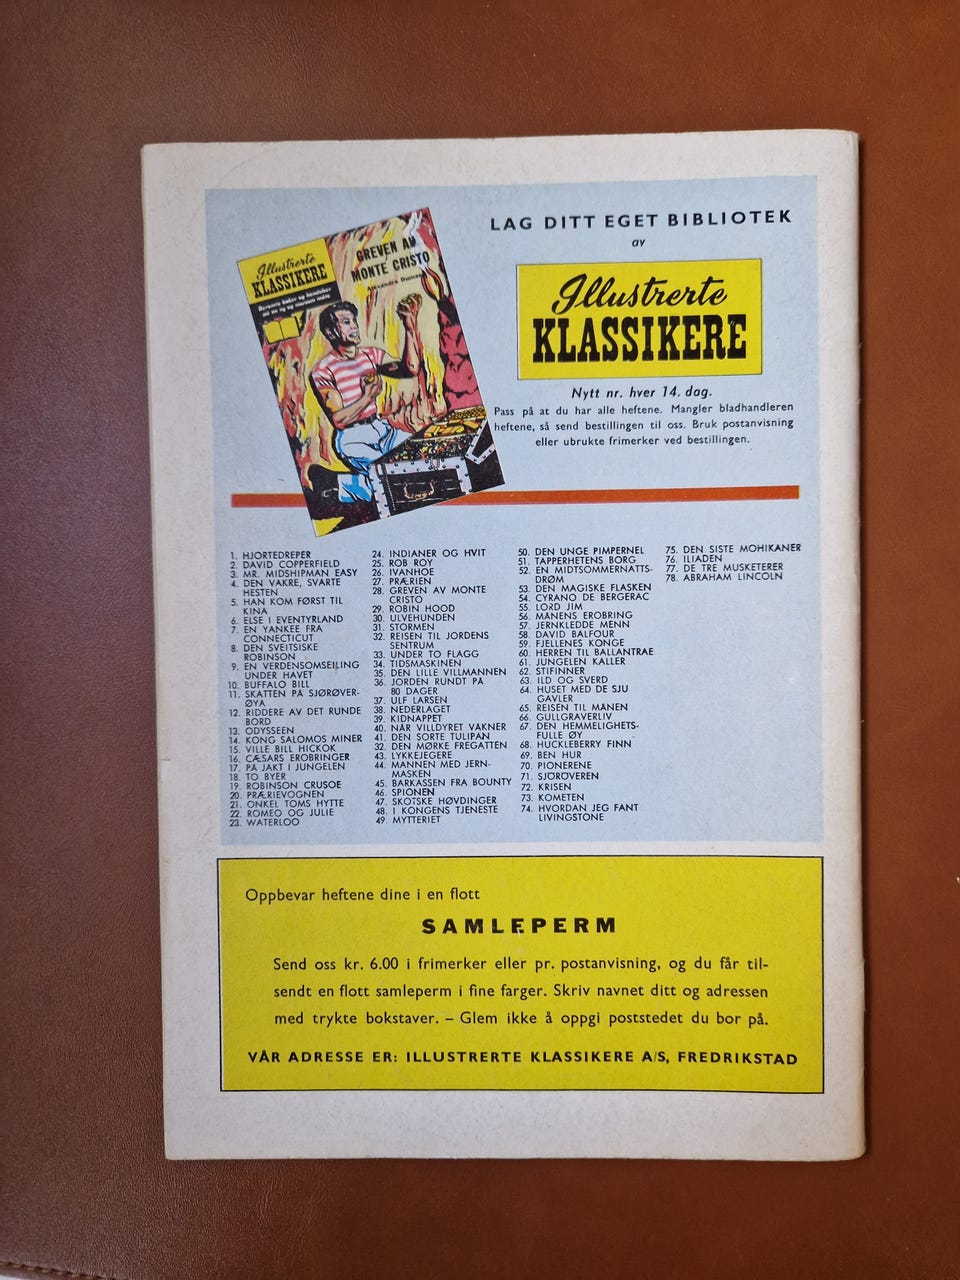 LAG DITT EGET BIBLIOTEK
av
Illustrerte
KLASSIKERE
Nytt nr. hver 14. dag.
Pass på at du har alle heftene. Mangler bladhandleren
heftene, så send bestillingen til oss. Bruk postanvisning
eller ubrukte frimerker ved bestillingen.
Illustrerte
KLASSIKERE
Berømte bøker og hendelser
på en ny og morsom måte
GREVEN AV
MONTE CRISTO
Alexandre Dumas
1. HJORTEDREPER
2. DAVID COPPERFIELD
3. MR. MIDSHIPMAN EASY
4. DEN VAKRE, SVARTE
HESTEN
5. HAN KOM FØRST TIL
KINA
6. ELSE I EVENTYRLAND
7. EN YANKEE FRA
CONNECTICUT
8. DEN SVEITSISKE
ROBINSON
9. EN VERDENSOMSEILING
UNDER HAVET
10. BUFFALO BILL
11. SKATTEN PÅ SJØRØVER-
ØYA
12. RIDDERE AV DET RUNDE
BORD
13. ODYSSEEN
14. KONG SALOMOS MINER
15. VILLE BILL HICKOK
16. CÆSARS EROBRINGER
17. PÅ JAKT I JUNGELEN
18. TO BYER
19. ROBINSON CRUSOE
20. PRÆRIEVOGNEN
21. ONKEL TOMS HYTTE
22. ROMEO OG JULIE
23. WATERLOO
24. INDIANER OG HVIT
25. ROB ROY
26. IVANHOE
27. PRÆRIEN
28. GREVEN AV MONTE
CRISTO
29. ROBIN HOOD
30. ULVEHUNDEN
31. STORMEN
32. REISEN TIL JORDENS
SENTRUM
33. UNDER TO FLAGG
34. TIDSMASKINEN
35. DEN LILLE VILLMANNEN
36. JORDEN RUNDT PÅ
80 DAGER
37. ULF LARSEN
38. NEDERLAGET
39. KIDNAPPET
40. NÅR VILLDYRET VÅKNER
41. DEN SORTE TULIPAN
32. DEN MØRKE FREGATTEN
43. LYKKEJEGERE
44. MANNEN MED JERN-
MASKEN
45. BARKASSEN FRA BOUNTY
46. SPIONEN
47. SKOTSKE HØVDINGER
48. I KONGENS TJENESTE
49. MYTTERIET
50. DEN UNGE PIMPERNEL
51. TAPPERHETENS BORG
52. EN MIDTSOMMERNATTS-
DRØM
53. DEN MAGISKE FLASKEN
54. CYRANO DE BERGERAC
55. LORD JIM
56. MÅNENS EROBRING
57. JERNKLEDDE MENN
58. DAVID BALFOUR
59. FJELLENES KONGE
60. HERREN TIL BALLANTRAE
61. JUNGELEN KALLER
62. STIFINNER
63. ILD OG SVERD
64. HUSET MED DE SJU
GAVLER
65. REISEN TIL MÅNEN
66. GULLGRAVERLIV
67. DEN HEMMELIGHETS-
FULLE ØY
68. HUCKLEBERRY FINN
69. BEN HUR
70. PIONERENE
71. SJØRØVEREN
72. KRISEN
73. KOMETEN
74. HVORDAN JEG FANT
LIVINGSTONE
75. DEN SISTE MOHIKANER
76. ILIADEN
77. DE TRE MUSKETERER
78. ABRAHAM LINCOLN
Oppbevar heftene dine i en flott
SAMLEPERM
Send oss kr. 6.00 i frimerker eller pr. postanvisning, og du får til-
sendt en flott samleperm i fine farger. Skriv navnet ditt og adressen
med trykte bokstaver. – Glem ikke å oppgi poststedet du bor på.
VÅR ADRESSE ER: ILLUSTRERTE KLASSIKERE A/S, FREDRIKSTAD